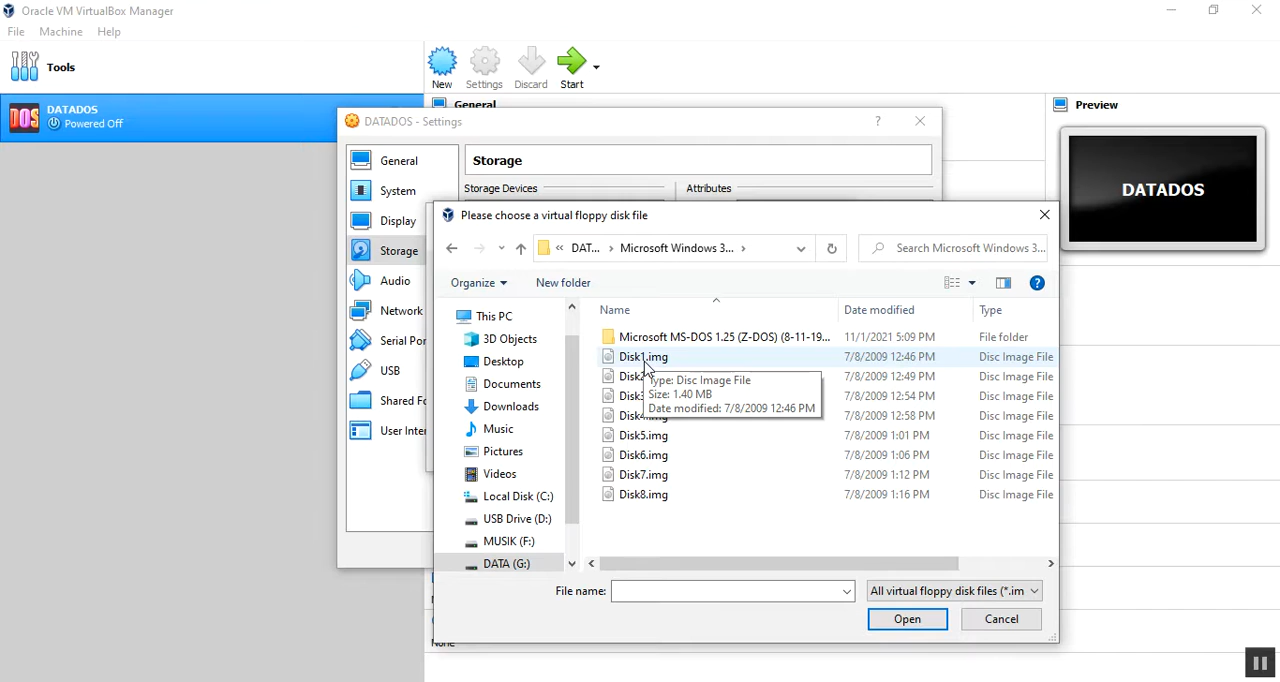 Oracle VM VirtualBox Manager
File Machine Help
Tools
New Settings Discard Start
DATADOS
Powered Off
DOS
General
Preview
DATADOS
DATADOS - Settings ?
General
System
Display
Storage
Audio
Network
Serial Por
USB
Shared Fo
User Inter
Storage
Storage Devices Attributes
Please choose a virtual floppy disk file
« DAT... › Microsoft Windows 3... ›
Search Microsoft Windows 3...
Organize New folder
This PC
3D Objects
Desktop
Documents
Downloads
Music
Pictures
Videos
Local Disk (C:)
USB Drive (D:)
MUSIK (F:)
DATA (G:)
Name Date modified Type
Microsoft MS-DOS 1.25 (Z-DOS) (8-11-19... 11/1/2021 5:09 PM File folder
Disk1.img 7/8/2009 12:46 PM Disc Image File
Disk 7/8/2009 12:49 PM Disc Image File
Disk 7/8/2009 12:54 PM Disc Image File
Disk4.img 7/8/2009 12:58 PM Disc Image File
Disk5.img 7/8/2009 1:01 PM Disc Image File
Disk6.img 7/8/2009 1:06 PM Disc Image File
Disk7.img 7/8/2009 1:12 PM Disc Image File
Disk8.img 7/8/2009 1:16 PM Disc Image File
Type: Disc Image File
Size: 1.40 MB
Date modified: 7/8/2009 12:46 PM
File name: All virtual floppy disk files (*.im
Open Cancel
None